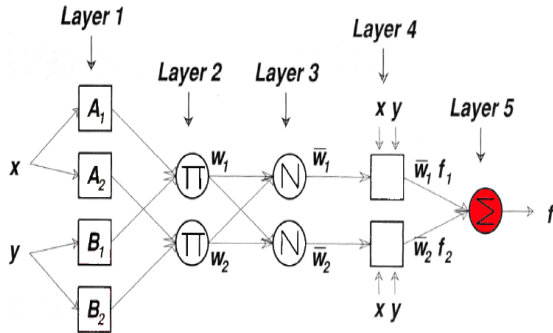 Layer 1
Layer 4
Layer 2
Layer 3
Layer 5
x y
A₁
x
A₂
Π
w₁
N
w̅₁
w̅₁ f₁
Σ
f
y
B₁
Π
w₂
N
w̅₂
w̅₂ f₂
B₂
x y